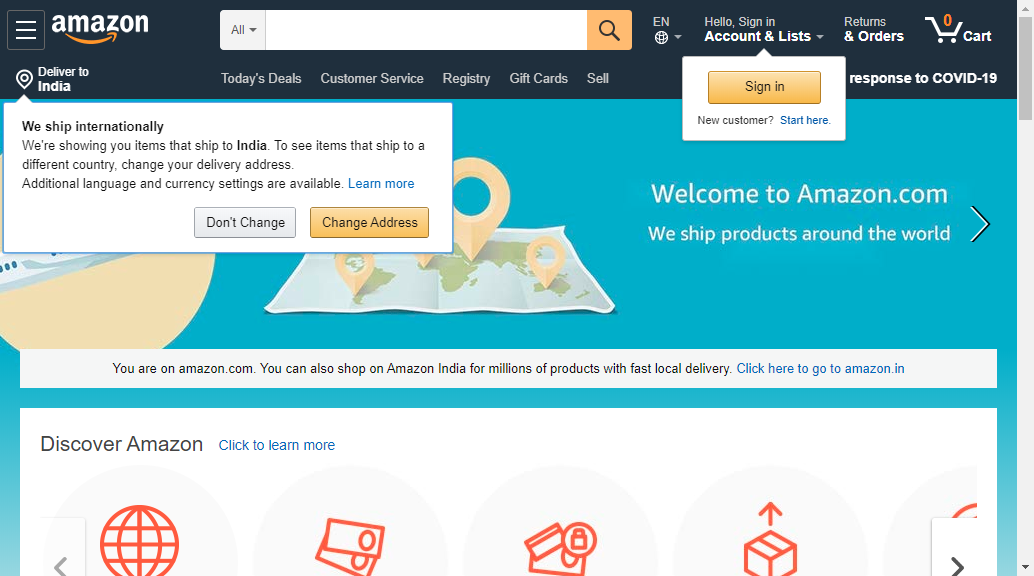 amazon
All
EN
Hello, Sign in
Account & Lists
Returns
& Orders
0
Cart
Deliver to
India
Today's Deals
Customer Service
Registry
Gift Cards
Sell
response to COVID-19
Sign in
New customer? Start here.
We ship internationally
We're showing you items that ship to India. To see items that ship to a
different country, change your delivery address.
Additional language and currency settings are available. Learn more
Don't Change
Change Address
Welcome to Amazon.com
We ship products around the world
You are on amazon.com. You can also shop on Amazon India for millions of products with fast local delivery. Click here to go to amazon.in
Discover Amazon
Click to learn more